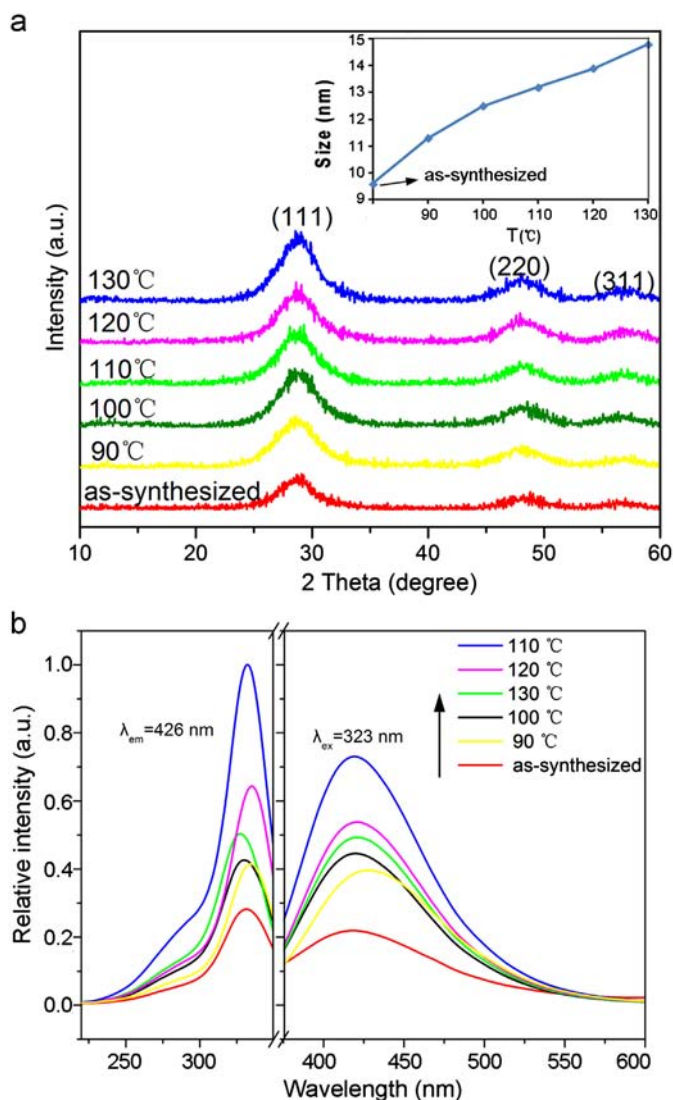 a
15
14
13
12
11
10
9
Size (nm)
as-synthesized
90 100 110 120 130
T(℃)
(111)
(220)
(311)
130℃
120℃
110℃
100℃
90℃
as-synthesized
Intensity (a.u.)
10 20 30 40 50 60
2 Theta (degree)
b
1.0
0.8
0.6
0.4
0.2
0.0
Relative intensity (a.u.)
λem=426 nm
λex=323 nm
110 ℃
120 ℃
130 ℃
100 ℃
90 ℃
as-synthesized
250 300 400 450 500 550 600
Wavelength (nm)